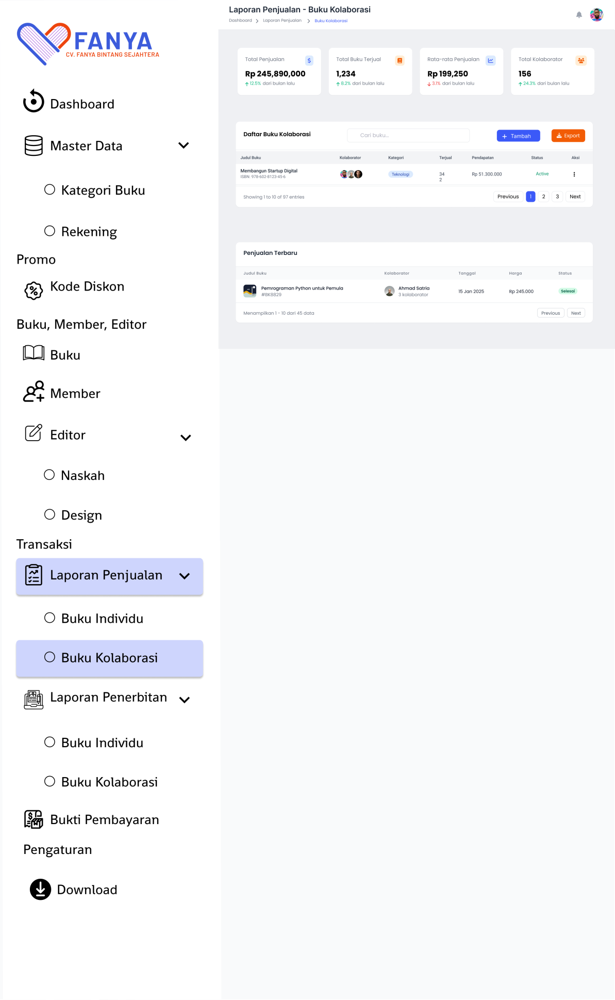 FANYA
CV. FANYA BINTANG SEJAHTERA
Dashboard
Master Data
Kategori Buku
Rekening
Promo
Kode Diskon
Buku, Member, Editor
Buku
Member
Editor
Naskah
Design
Transaksi
Laporan Penjualan
Buku Individu
Buku Kolaborasi
Laporan Penerbitan
Buku Individu
Buku Kolaborasi
Bukti Pembayaran
Pengaturan
Download
Laporan Penjualan - Buku Kolaborasi
Dashboard > Laporan Penjualan > Buku Kolaborasi
Total Penjualan $
Rp 245,890,000
↑ 12.5% dari bulan lalu
Total Buku Terjual
1,234
↑ 8.2% dari bulan lalu
Rata-rata Penjualan
Rp 199,250
↓ 3.1% dari bulan lalu
Total Kolaborator
156
↑ 24.3% dari bulan lalu
Daftar Buku Kolaborasi Cari buku... + Tambah Export
Judul Buku Kolaborator Kategori Terjual Pendapatan Status Aksi
Membangun Startup Digital
ISBN: 978-602-8123-45-6
Teknologi
34
2
Rp 51.300.000
Active
Showing 1 to 10 of 97 entries Previous 1 2 3 Next
Penjualan Terbaru
Judul Buku Kolaborator Tanggal Harga Status
Pemrograman Python untuk Pemula
#BK8829
Ahmad Satria
3 kolaborator
15 Jan 2025
Rp 245.000
Selesai
Menampilkan 1 - 10 dari 45 data Previous Next